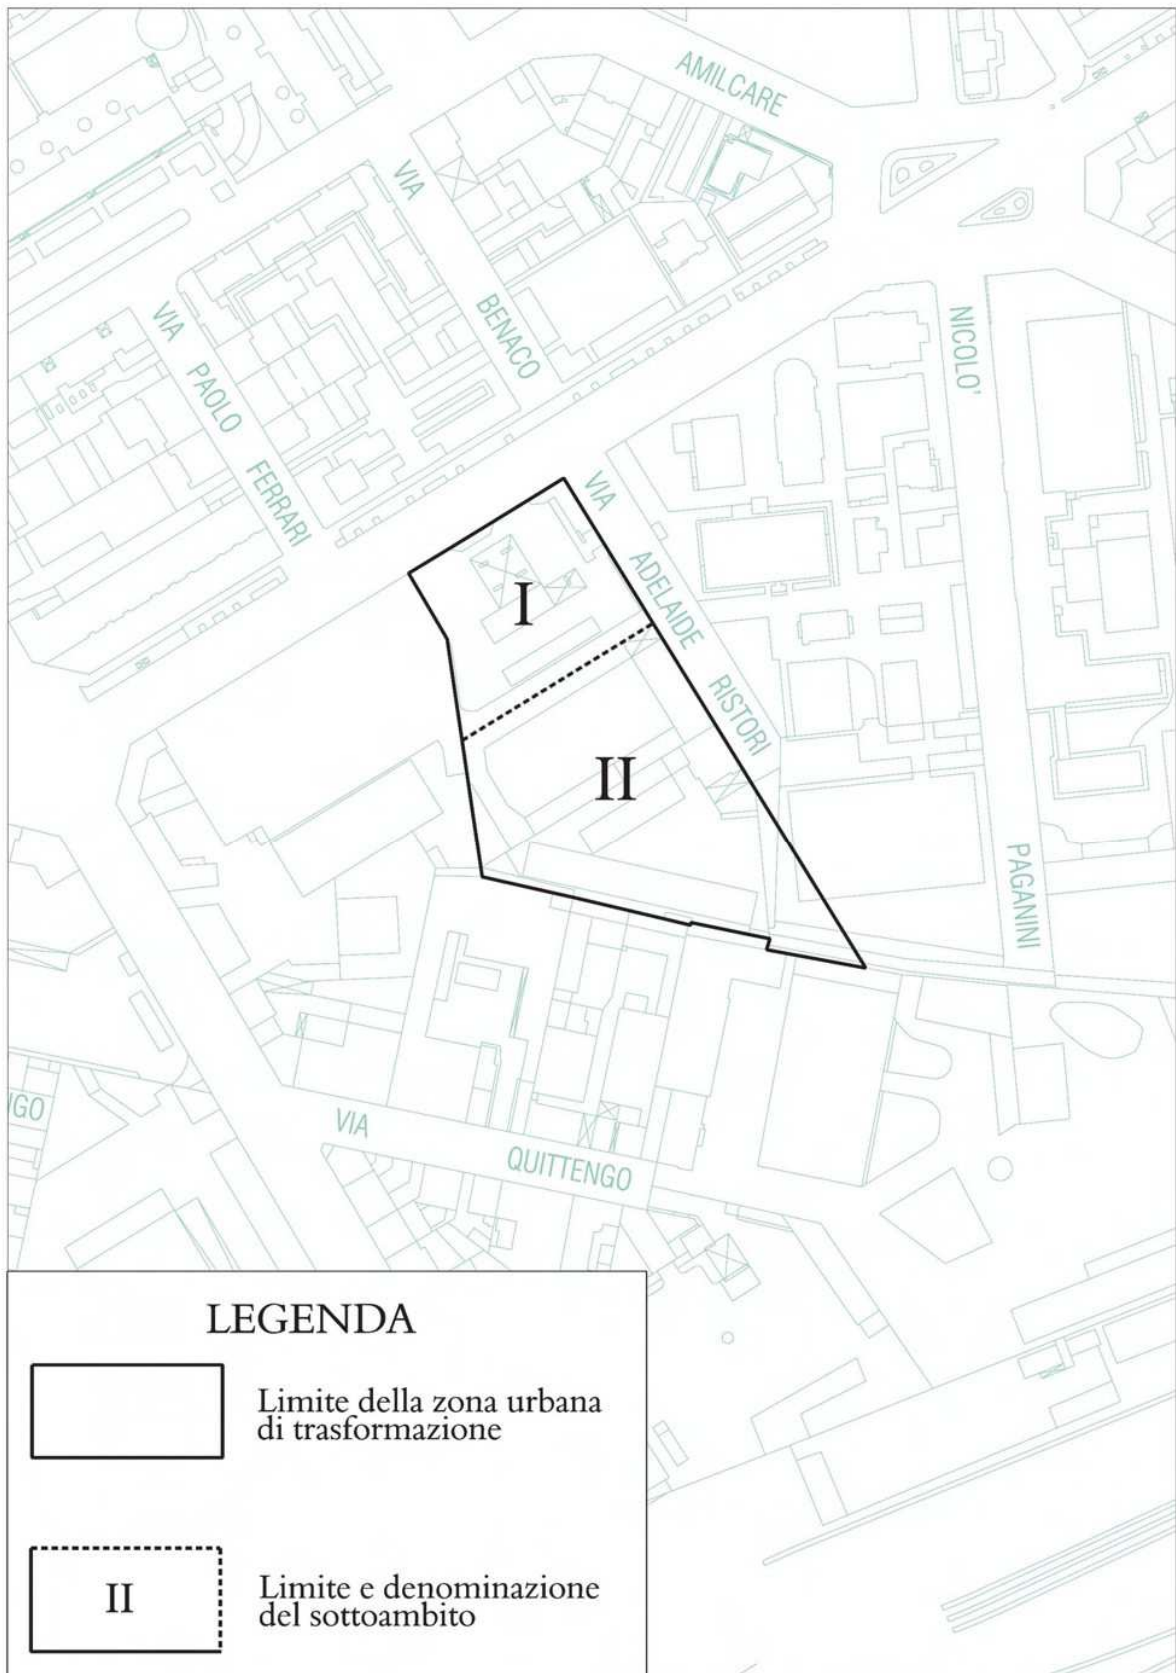 AMILCARE
VIA
BENACO
VIA
PAOLO
FERRARI
NICOLO'
VIA
ADELAIDE
RISTORI
I
II
PAGANINI
VIA
QUITTENGO
LEGENDA
Limite della zona urbana
di trasformazione
II
Limite e denominazione
del sottoambito